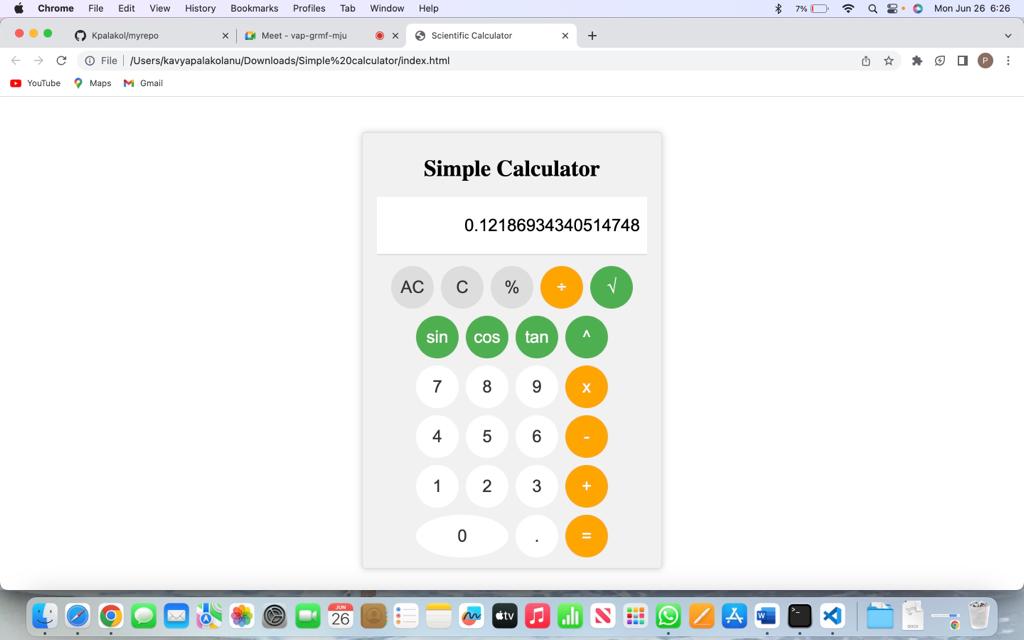 Chrome File Edit View History Bookmarks Profiles Tab Window Help 7% Mon Jun 26 6:26
Kpalakol/myrepo Meet - vap-grmf-mju Scientific Calculator
File /Users/kavyapalakolanu/Downloads/Simple%20calculator/index.html P
YouTube Maps Gmail
Simple Calculator
0.12186934340514748
AC C % ÷ √
sin cos tan ^
7 8 9 x
4 5 6 -
1 2 3 +
0 . =
JUN
26
tv